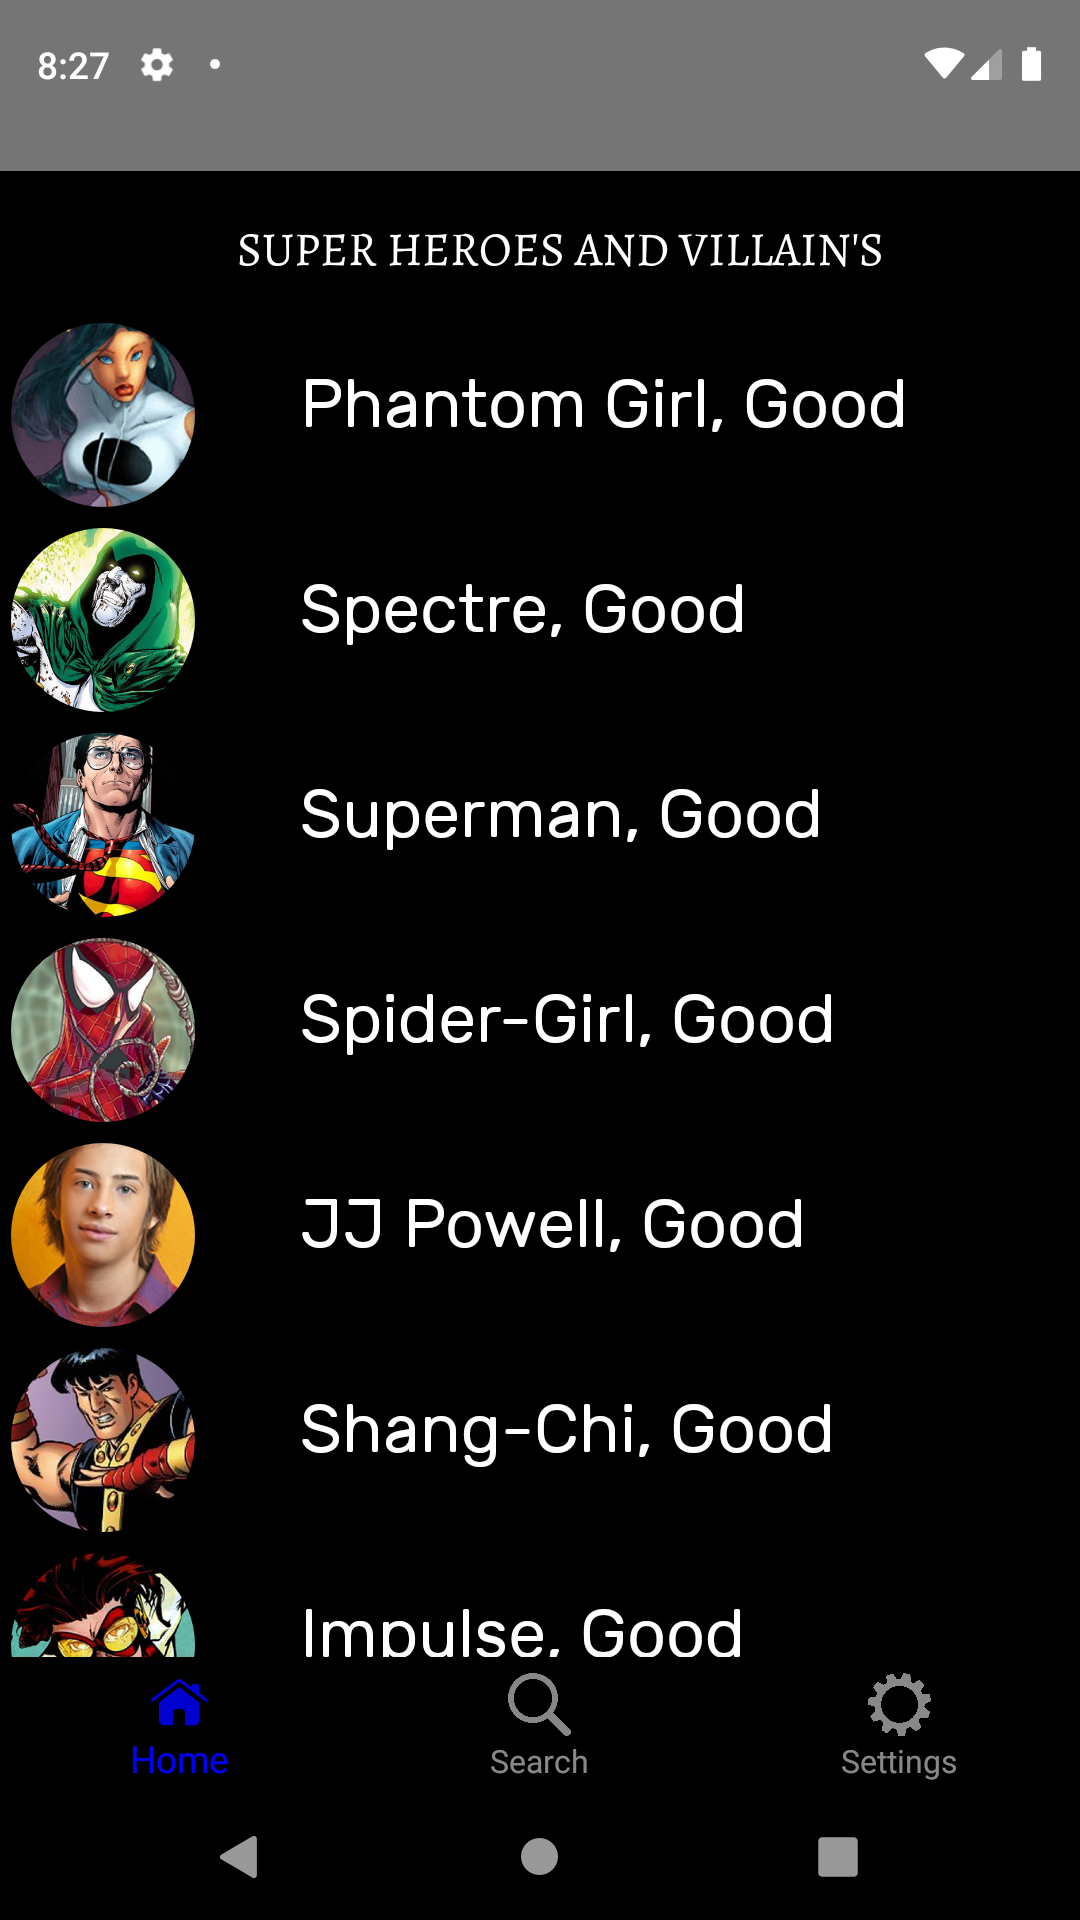 8:27
SUPER HEROES AND VILLAIN'S
Phantom Girl, Good
Spectre, Good
Superman, Good
Spider-Girl, Good
JJ Powell, Good
Shang-Chi, Good
Impulse, Good
Home
Search
Settings